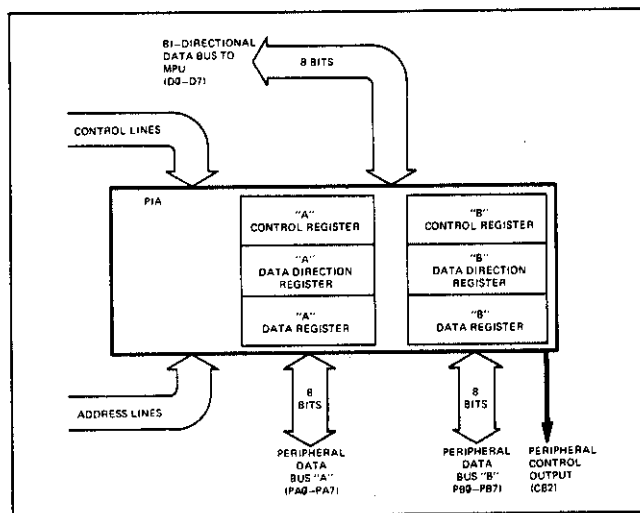 BI-DIRECTIONAL
DATA BUS TO
MPU
(D0-D7)
8 BITS
CONTROL LINES
PIA
"A"
CONTROL REGISTER
"A"
DATA DIRECTION
REGISTER
"A"
DATA REGISTER
"B"
CONTROL REGISTER
"B"
DATA DIRECTION
REGISTER
"B"
DATA REGISTER
ADDRESS LINES
8
BITS
8
BITS
PERIPHERAL
DATA
BUS "A"
(PA0-PA7)
PERIPHERAL
DATA
BUS "B"
PB0-PB7)
PERIPHERAL
CONTROL
OUTPUT
(CB2)